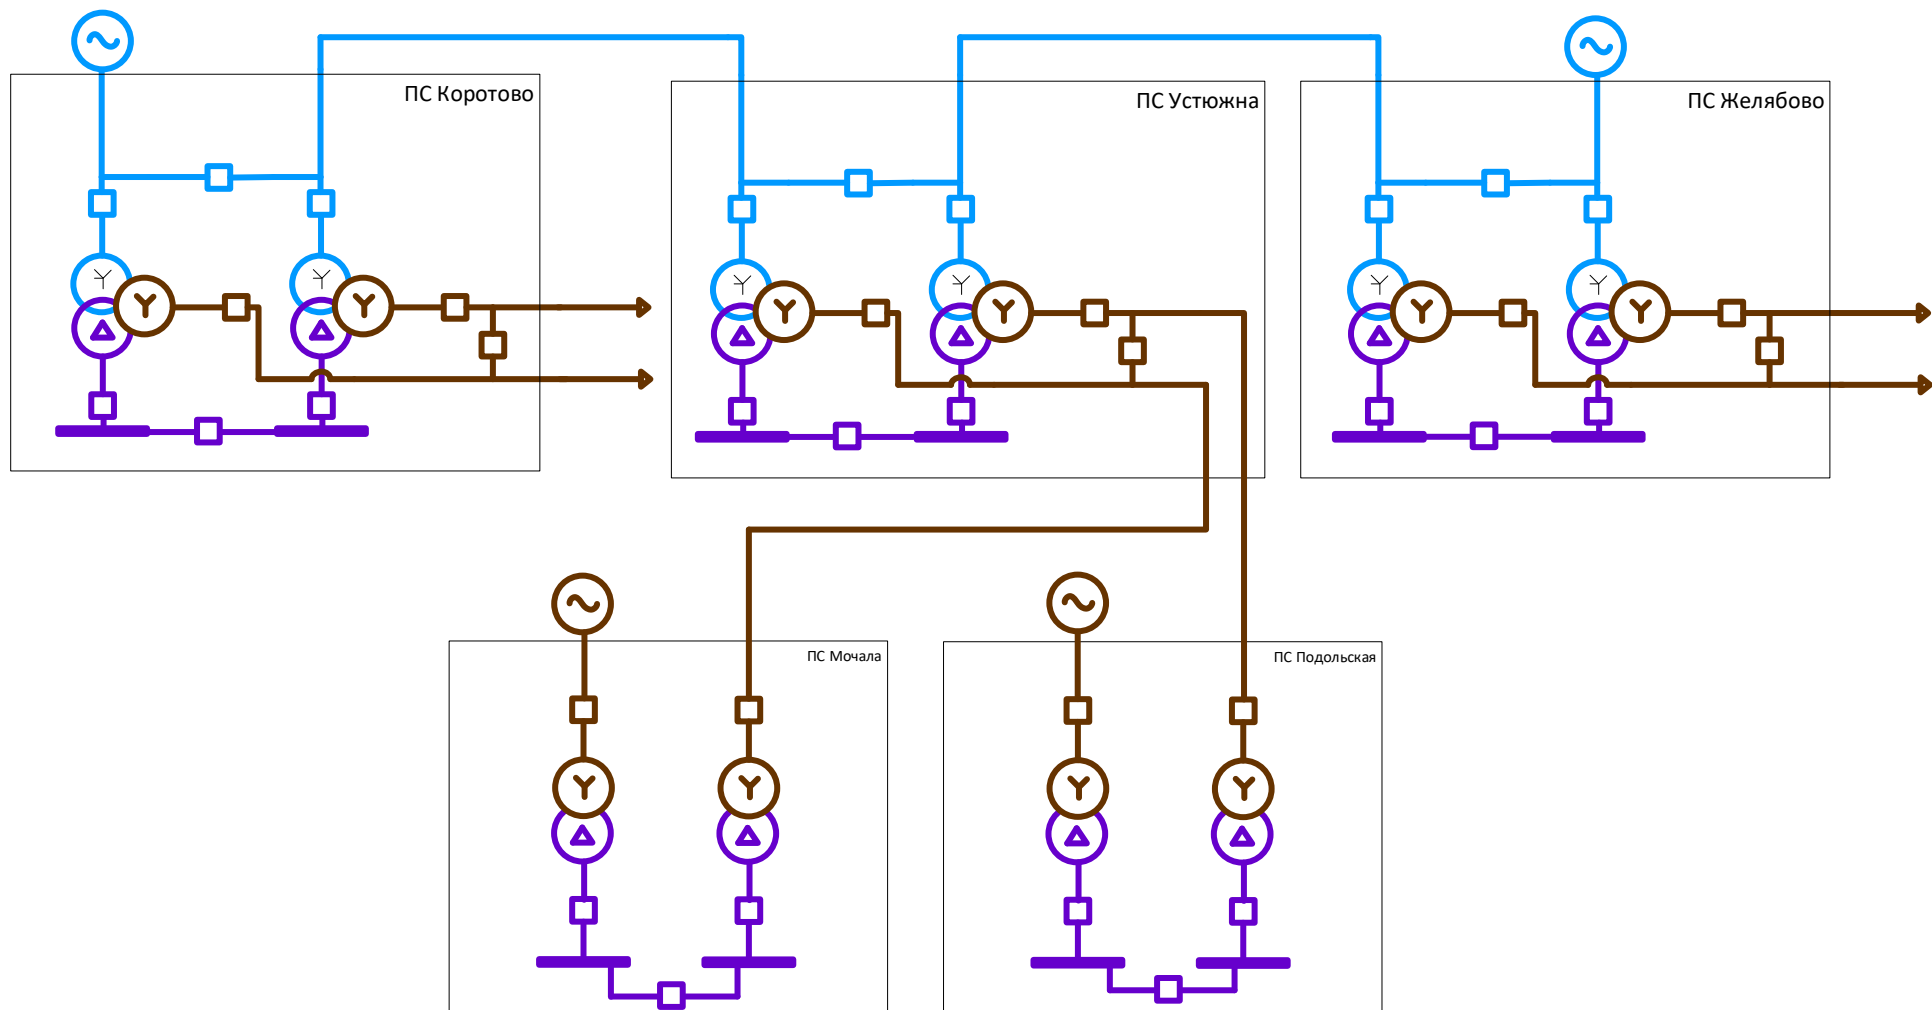 ПС Коротово
ПС Устюжна
ПС Желябово
ПС Мочала
ПС Подольская